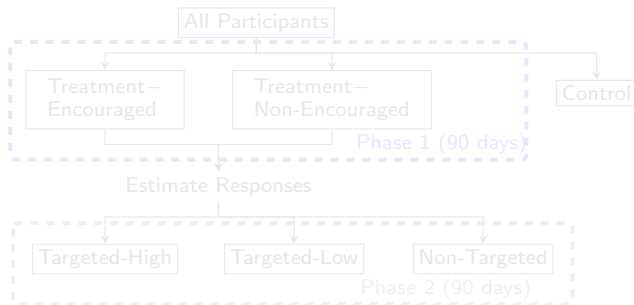 All Participants
Treatment−
Encouraged
Treatment−
Non-Encouraged
Control
Phase 1 (90 days)
Estimate Responses
Targeted-High
Targeted-Low
Non-Targeted
Phase 2 (90 days)